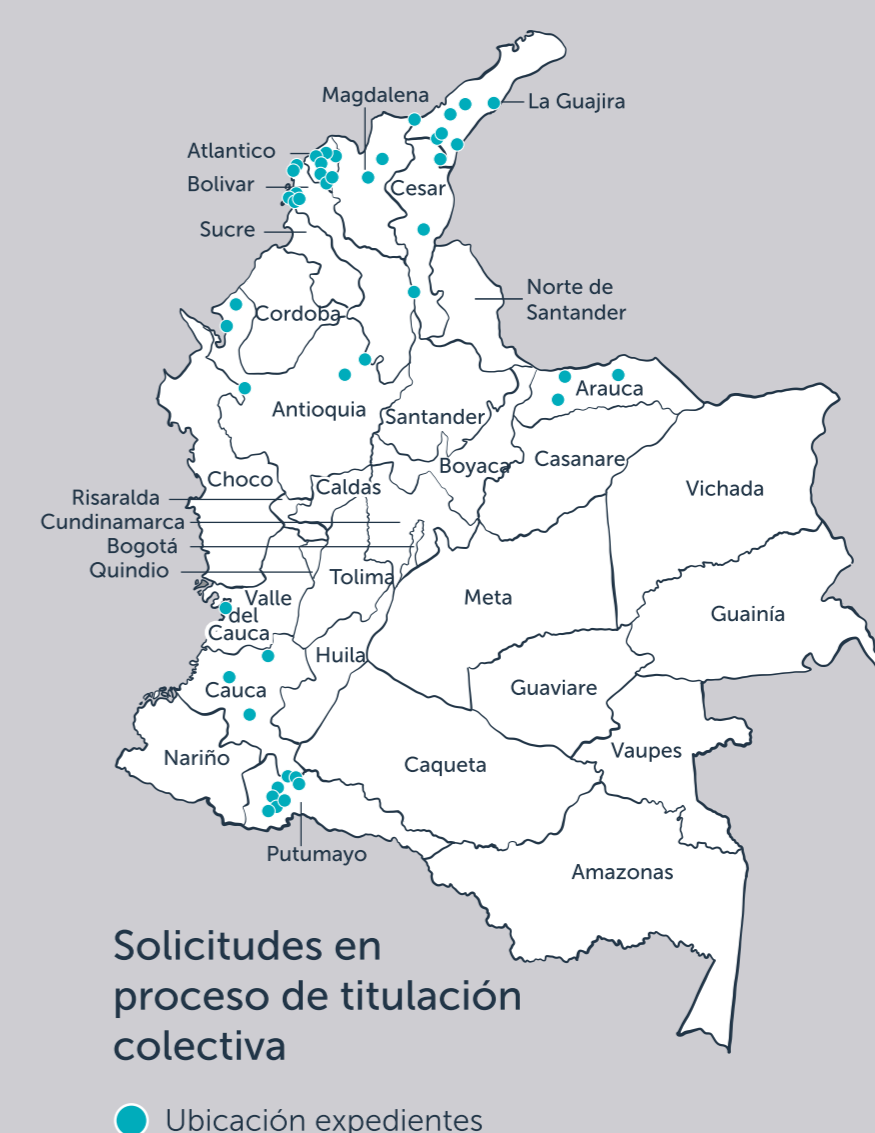 Magdalena
La Guajira
Atlantico
Bolivar
Cesar
Sucre
Norte de
Santander
Cordoba
Arauca
Antioquia
Santander
Boyaca
Casanare
Choco
Caldas
Vichada
Risaralda
Cundinamarca
Bogotá
Quindio
Tolima
Valle
del
Cauca
Meta
Guainía
Huila
Cauca
Guaviare
Nariño
Vaupes
Caqueta
Putumayo
Amazonas
Solicitudes en
proceso de titulación
colectiva
Ubicación expedientes